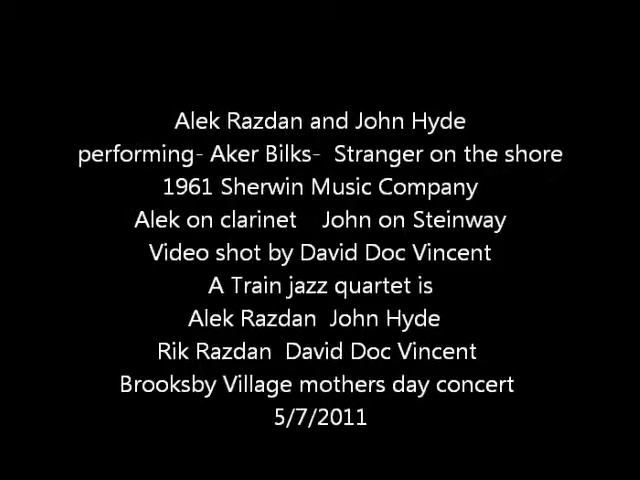 Alek Razdan and John Hyde
performing- Aker Bilks-  Stranger on the shore
1961 Sherwin Music Company
Alek on clarinet    John on Steinway
Video shot by David Doc Vincent
A Train jazz quartet is
Alek Razdan  John Hyde
Rik Razdan  David Doc Vincent
Brooksby Village mothers day concert
5/7/2011